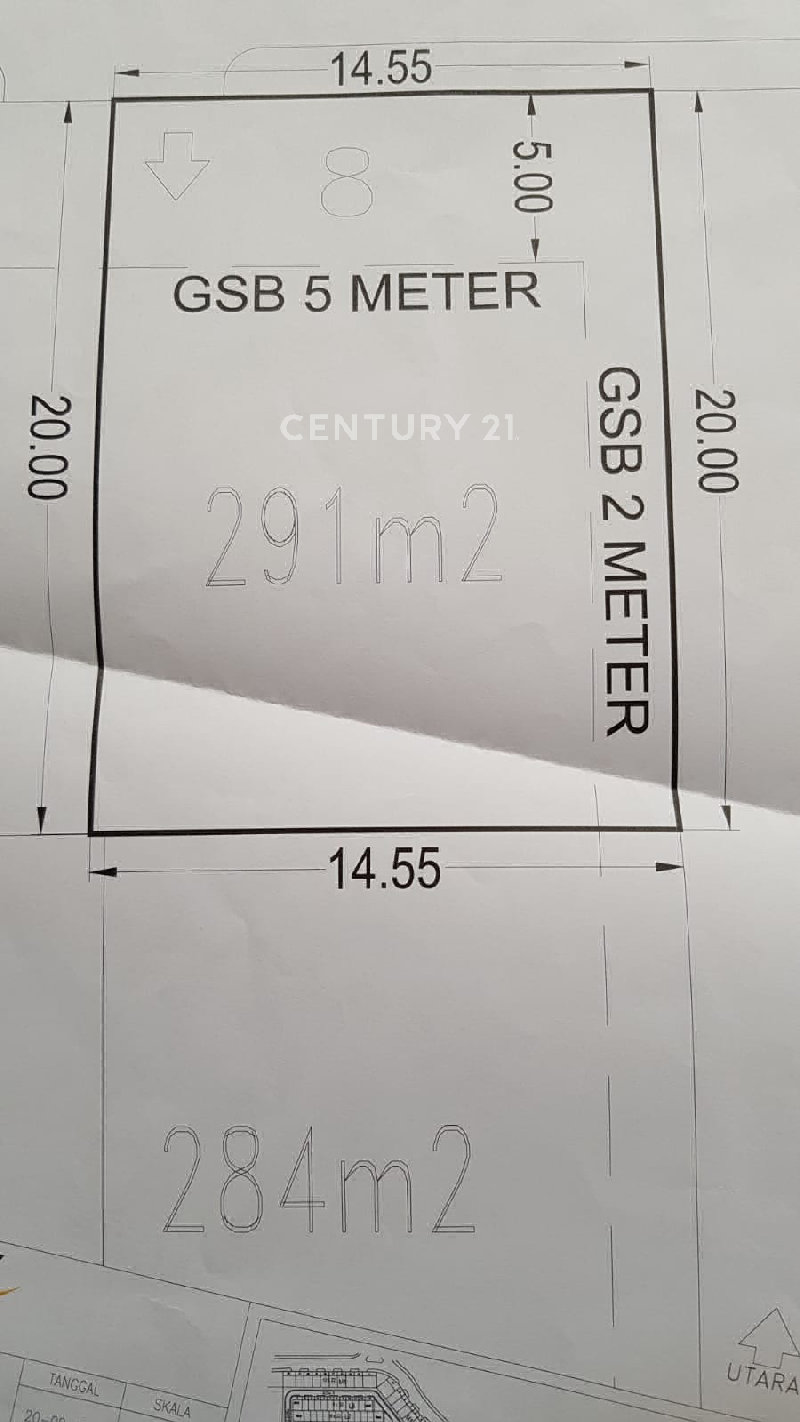 14.55
8
5.00
GSB 5 METER
20.00
GSB 2 METER
20.00
CENTURY 21
291m2
14.55
284m2
UTARA
TANGGAL
SKALA